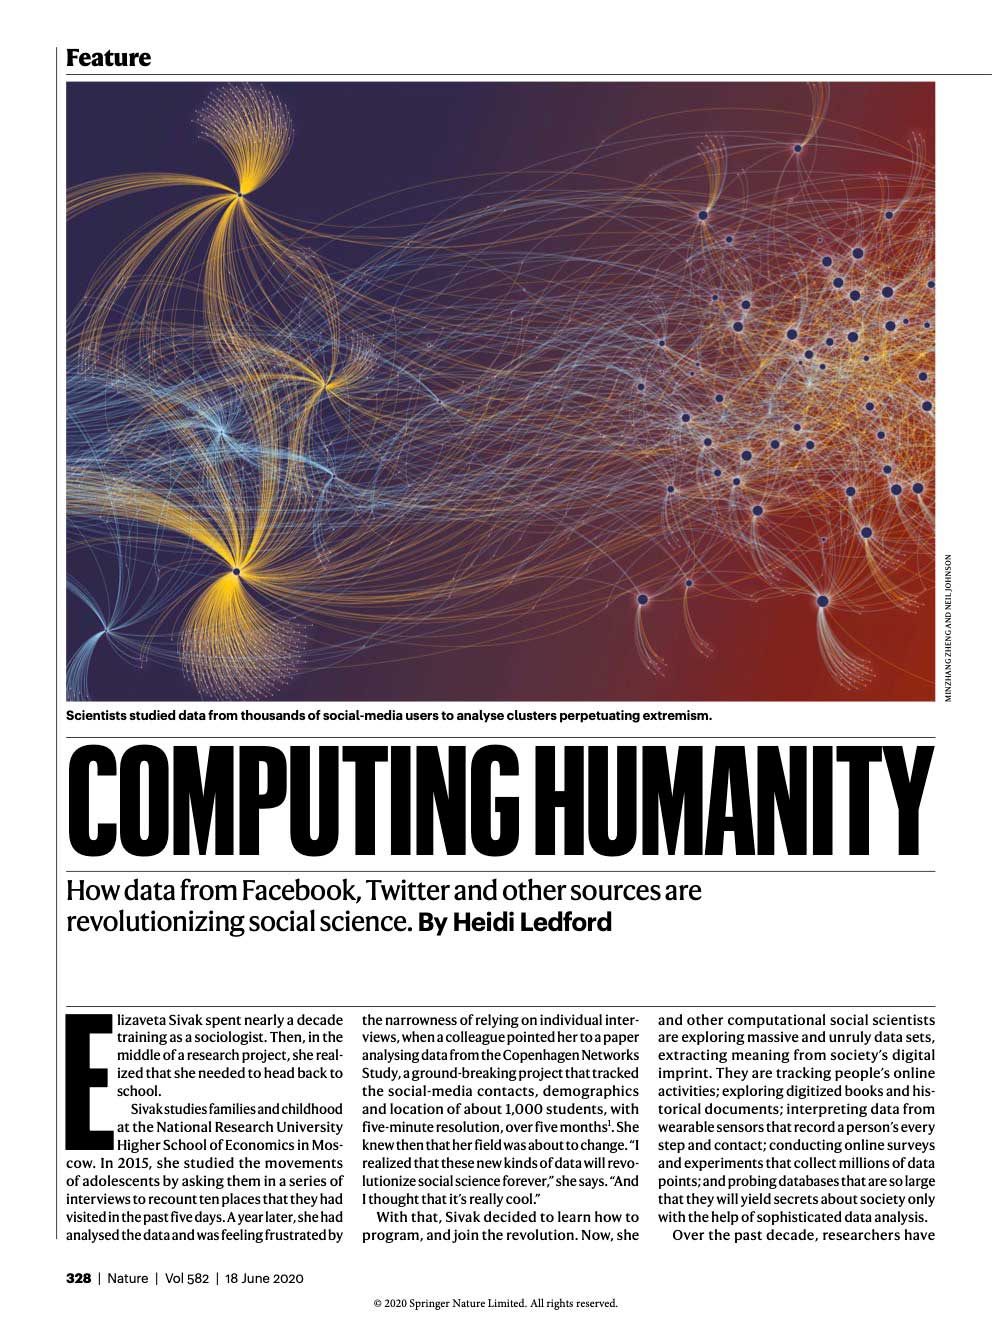 Feature
MINZHANG ZHENG AND NEIL JOHNSON
Scientists studied data from thousands of social-media users to analyse clusters perpetuating extremism.
COMPUTING HUMANITY
How data from Facebook, Twitter and other sources are
revolutionizing social science. By Heidi Ledford
Elizaveta Sivak spent nearly a decade
training as a sociologist. Then, in the
middle of a research project, she real-
ized that she needed to head back to
school.
Sivak studies families and childhood
at the National Research University
Higher School of Economics in Mos-
cow. In 2015, she studied the movements
of adolescents by asking them in a series of
interviews to recount ten places that they had
visited in the past five days. A year later, she had
analysed the data and was feeling frustrated by
the narrowness of relying on individual inter-
views, when a colleague pointed her to a paper
analysing data from the Copenhagen Networks
Study, a ground-breaking project that tracked
the social-media contacts, demographics
and location of about 1,000 students, with
five-minute resolution, over five months¹. She
knew then that her field was about to change. “I
realized that these new kinds of data will revo-
lutionize social science forever,” she says. “And
I thought that it’s really cool.”
With that, Sivak decided to learn how to
program, and join the revolution. Now, she
and other computational social scientists
are exploring massive and unruly data sets,
extracting meaning from society’s digital
imprint. They are tracking people’s online
activities; exploring digitized books and his-
torical documents; interpreting data from
wearable sensors that record a person’s every
step and contact; conducting online surveys
and experiments that collect millions of data
points; and probing databases that are so large
that they will yield secrets about society only
with the help of sophisticated data analysis.
Over the past decade, researchers have
328 | Nature | Vol 582 | 18 June 2020
© 2020 Springer Nature Limited. All rights reserved.